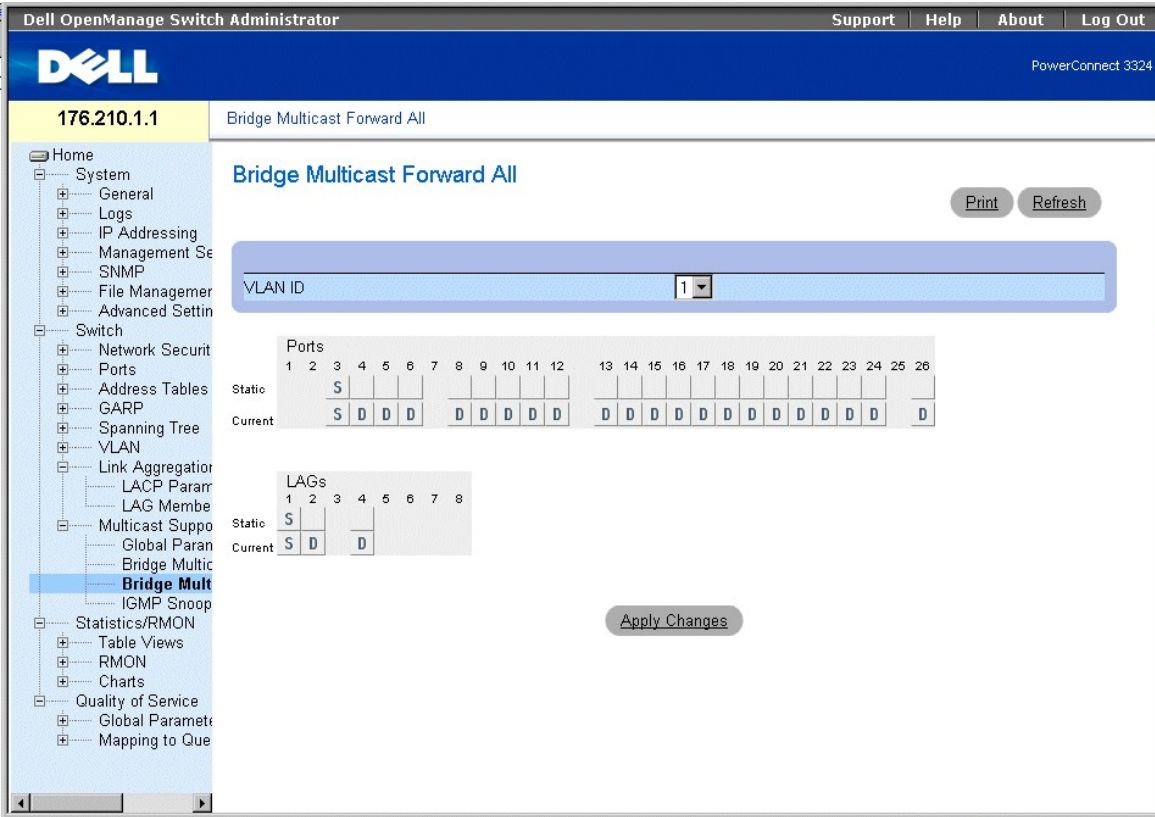 Dell OpenManage Switch Administrator Support Help About Log Out
DELL
PowerConnect 3324
176.210.1.1 Bridge Multicast Forward All
Home
System
General
Logs
IP Addressing
Management Se
SNMP
File Managemer
Advanced Settin
Switch
Network Securit
Ports
Address Tables
GARP
Spanning Tree
VLAN
Link Aggregation
LACP Param
LAG Membe
Multicast Suppo
Global Param
Bridge Multic
Bridge Mult
IGMP Snoop
Statistics/RMON
Table Views
RMON
Charts
Quality of Service
Global Paramete
Mapping to Que
Bridge Multicast Forward All
Print Refresh
VLAN ID 1
Ports
1 2 3 4 5 6 7 8 9 10 11 12 13 14 15 16 17 18 19 20 21 22 23 24 25 26
Static S
Current S D D D D D D D D D D D D D D D D D D D D D
LAGs
1 2 3 4 5 6 7 8
Static S
Current S D D
Apply Changes